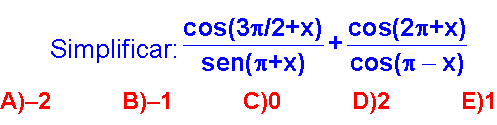 Simplificar: cos(3π/2+x)/sen(π+x) + cos(2π+x)/cos(π – x)
A)–2 B)–1 C)0 D)2 E)1